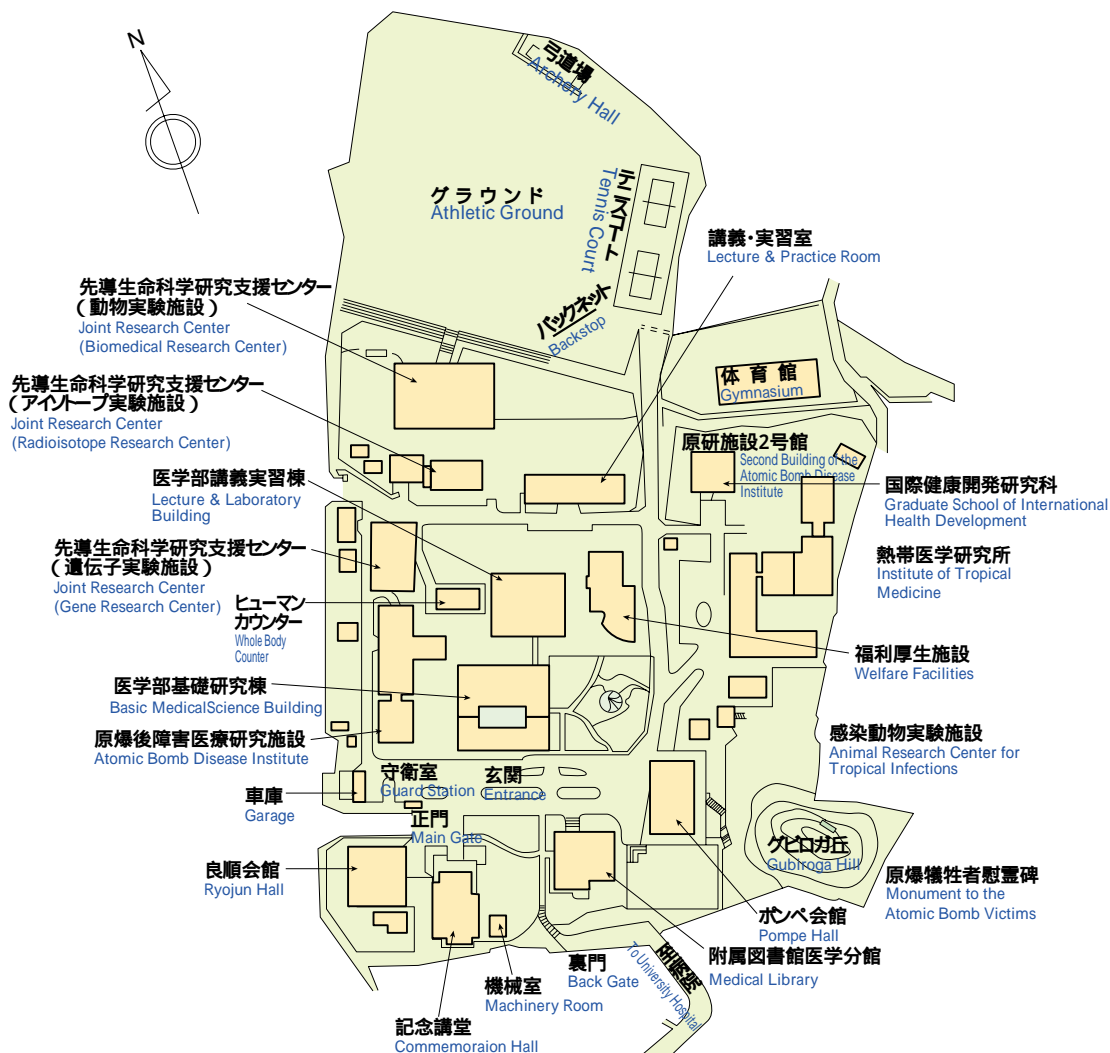 N
弓道場
Archdry Hall
グラウンド
Athletic Ground
テニスコート
Tennis Court
講義・実習室
Lecture & Practice Room
バックネット
Backstop
先導生命科学研究支援センター
(動物実験施設)
Joint Research Center
(Biomedical Research Center)
体育館
Gymnasium
先導生命科学研究支援センター
(アイソトープ実験施設)
Joint Research Center
(Radioisotope Research Center)
原研施設2号館
Second Building of the
Atomic Bomb Disease
Institute
医学部講義実習棟
Lecture & Laboratory
Building
国際健康開発研究科
Graduate School of International
Health Development
先導生命科学研究支援センター
(遺伝子実験施設)
Joint Research Center
(Gene Research Center)
熱帯医学研究所
Institute of Tropical
Medicine
ヒューマン
カウンター
Whole Body
Counter
福利厚生施設
Welfare Facilities
医学部基礎研究棟
Basic MedicalScience Building
原爆後障害医療研究施設
Atomic Bomb Disease Institute
感染動物実験施設
Animal Research Center for
Tropical Infections
守衛室
Guard Station
玄関
Entrance
車庫
Garage
正門
Main Gate
グビロガ丘
Gubiroga Hill
良順会館
Ryojun Hall
原爆犠牲者慰霊碑
Monument to the
Atomic Bomb Victims
ポンペ会館
Pompe Hall
附属図書館医学分館
Medical Library
裏門
Back Gate
至病院
To University Hospital
機械室
Machinery Room
記念講堂
Commemoraion Hall